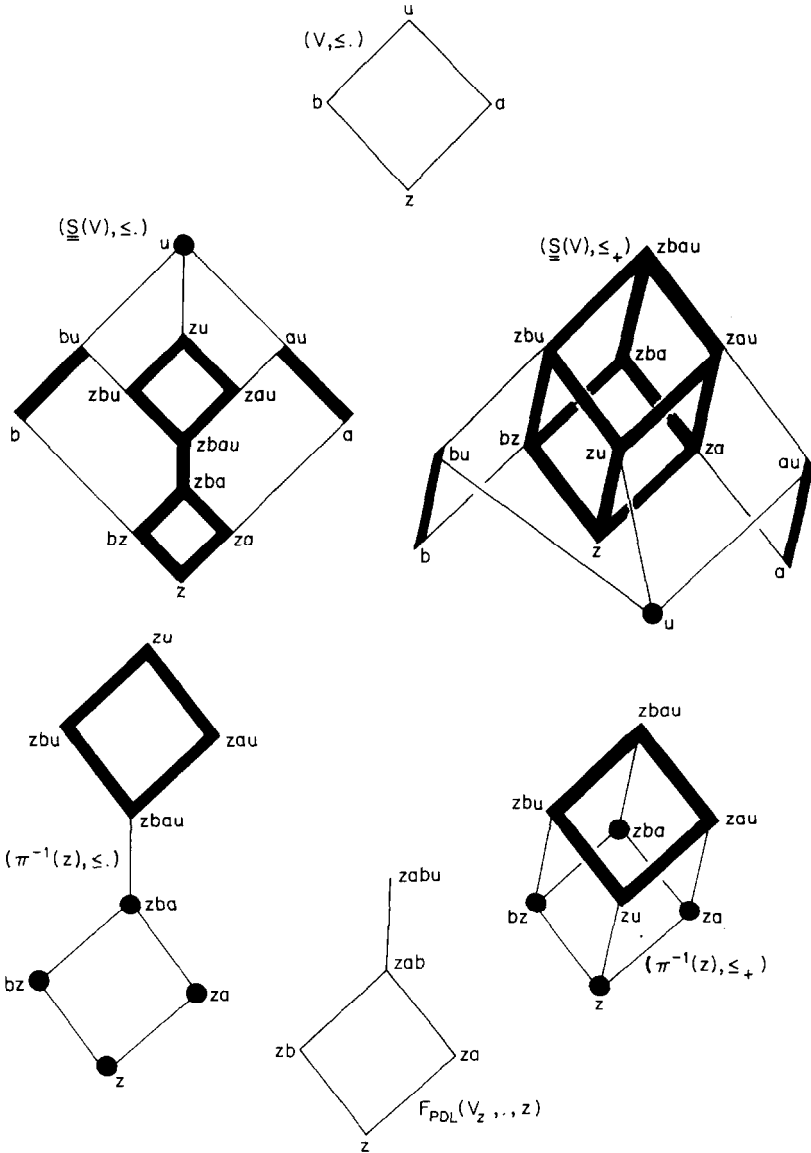 u
(V,≤.)
b
a
z
(S(V),≤.)
u
bu
zu
au
zbu
zau
b
zbau
a
zba
bz
za
z
(S(V),≤+)
zbau
zbu
zba
zau
bu
bz
zu
za
au
b
z
a
u
zu
zbu
zau
zbau
(π⁻¹(z),≤.)
zba
bz
za
z
zabu
zab
zb
za
F_PDL(V_z,.,z)
z
zbau
zbu
zba
zau
bz
zu
za
(π⁻¹(z),≤+)
z